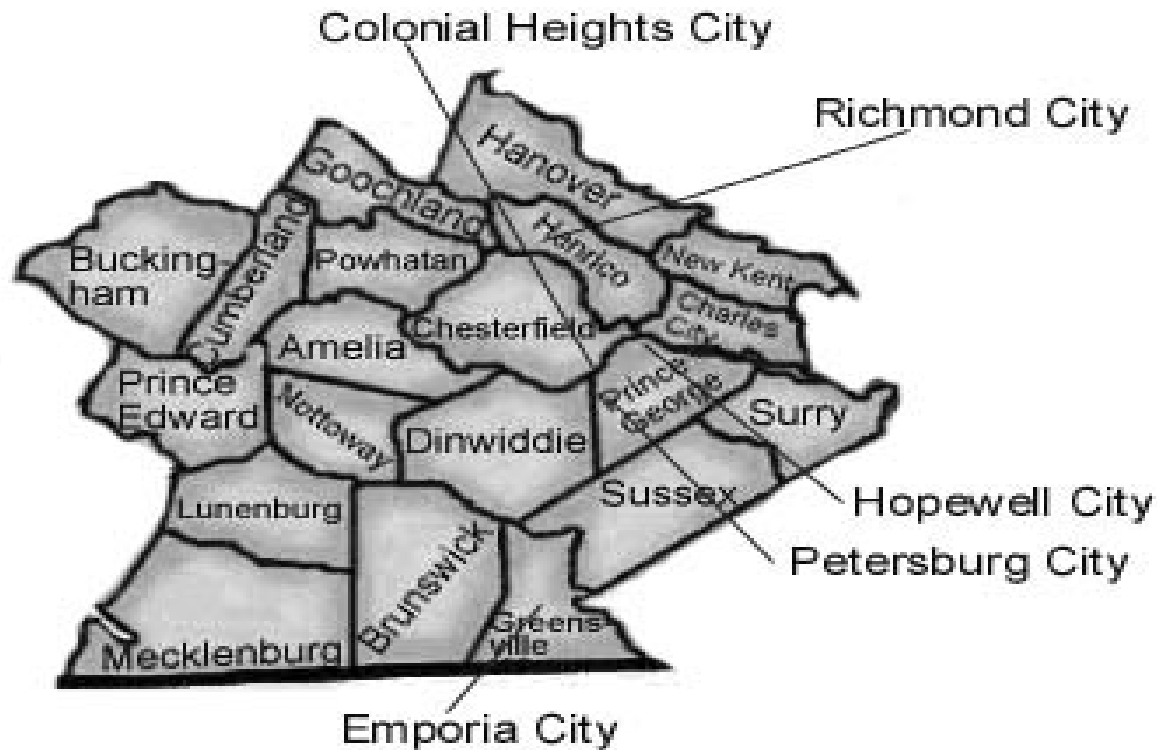 Colonial Heights City
Richmond City
Hanover
Goochland
Henrico
Bucking-
ham
Cumberland
Powhatan
New Kent
Charles
City
Chesterfield
Amelia
Prince
Edward
Nottoway
Dinwiddie
Prince
George
Surry
Lunenburg
Sussex
Hopewell City
Petersburg City
Brunswick
Greens-
ville
Mecklenburg
Emporia City